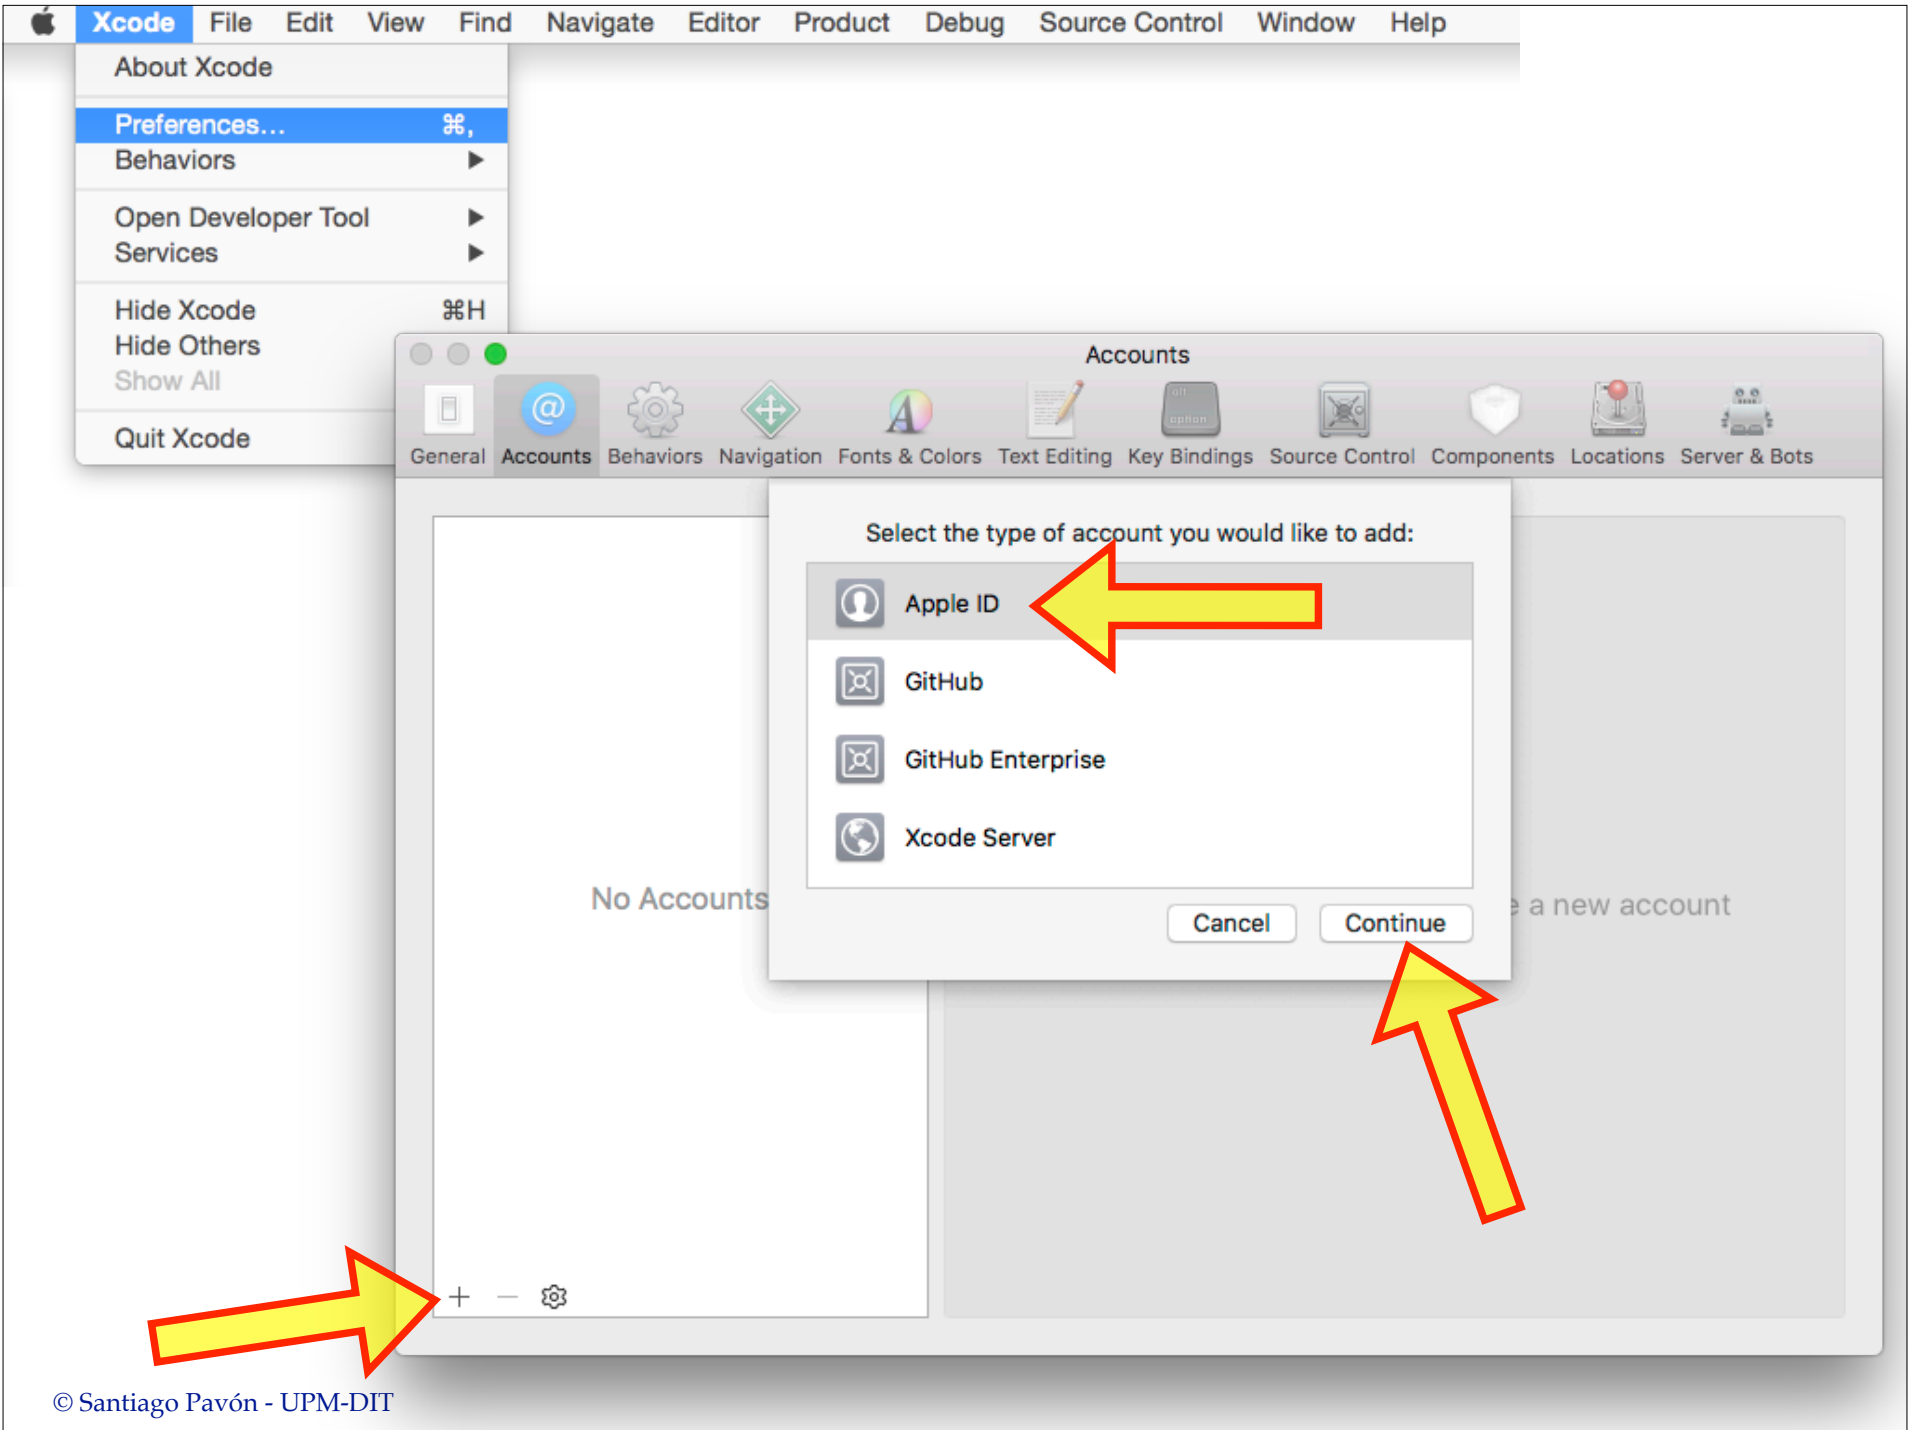 Xcode File Edit View Find Navigate Editor Product Debug Source Control Window Help
About Xcode
Preferences... ⌘,
Behaviors ▶
Open Developer Tool ▶
Services ▶
Hide Xcode ⌘H
Hide Others
Show All
Quit Xcode
Accounts
General Accounts Behaviors Navigation Fonts & Colors Text Editing Key Bindings Source Control Components Locations Server & Bots
alt
option
Select the type of account you would like to add:
Apple ID
GitHub
GitHub Enterprise
Xcode Server
No Accounts
a new account
Cancel Continue
© Santiago Pavón - UPM-DIT